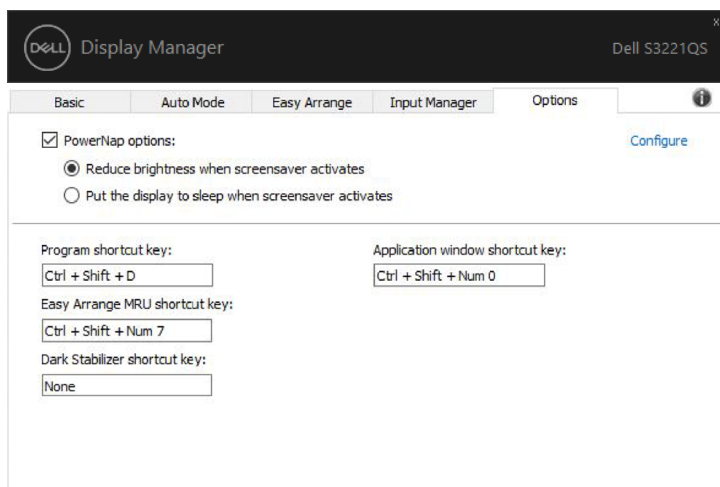 DELL
Display Manager
Dell S3221QS
x
Basic
Auto Mode
Easy Arrange
Input Manager
Options
i
PowerNap options:
Configure
Reduce brightness when screensaver activates
Put the display to sleep when screensaver activates
Program shortcut key:
Application window shortcut key:
Ctrl + Shift + D
Ctrl + Shift + Num 0
Easy Arrange MRU shortcut key:
Ctrl + Shift + Num 7
Dark Stabilizer shortcut key:
None